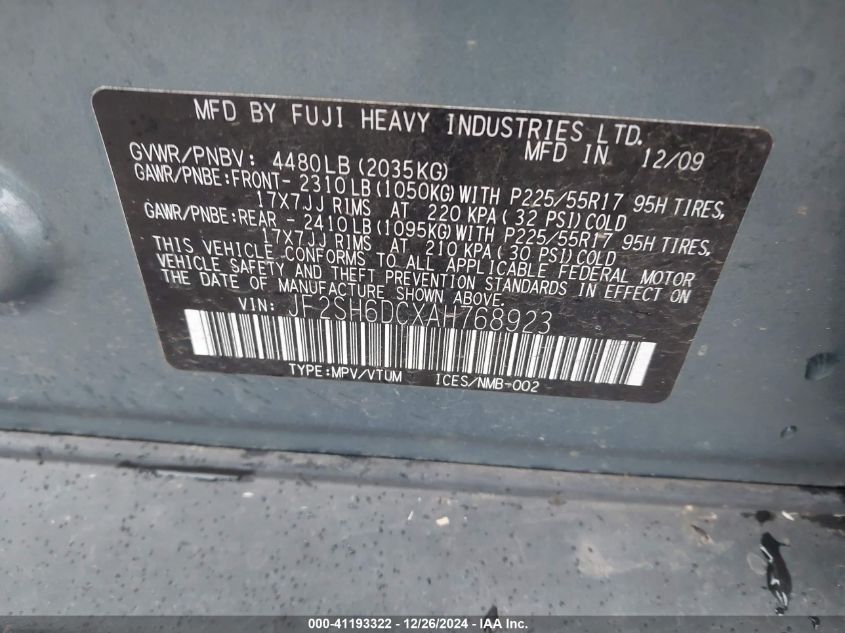 MFD BY FUJI HEAVY INDUSTRIES LTD.
MFD IN 12/09
GVWR/PNBV: 4480LB (2035KG)
GAWR/PNBE:FRONT- 2310LB (1050KG) WITH P225/55R17 95H TIRES,
17X7JJ RIMS AT 220 KPA ( 32 PSI) COLD
GAWR/PNBE:REAR - 2410LB (1095KG) WITH P225/55R17 95H TIRES,
17X7JJ RIMS AT 210 KPA ( 30 PSI) COLD
THIS VEHICLE CONFORMS TO ALL APPLICABLE FEDERAL MOTOR
VEHICLE SAFETY AND THEFT PREVENTION STANDARDS IN EFFECT ON
THE DATE OF MANUFACTURE SHOWN ABOVE.
VIN: JF2SH6DCXAH768923
TYPE:MPV/VTUM ICES/NMB-002
000-41193322 / 12/26/2024 - IAA Inc.